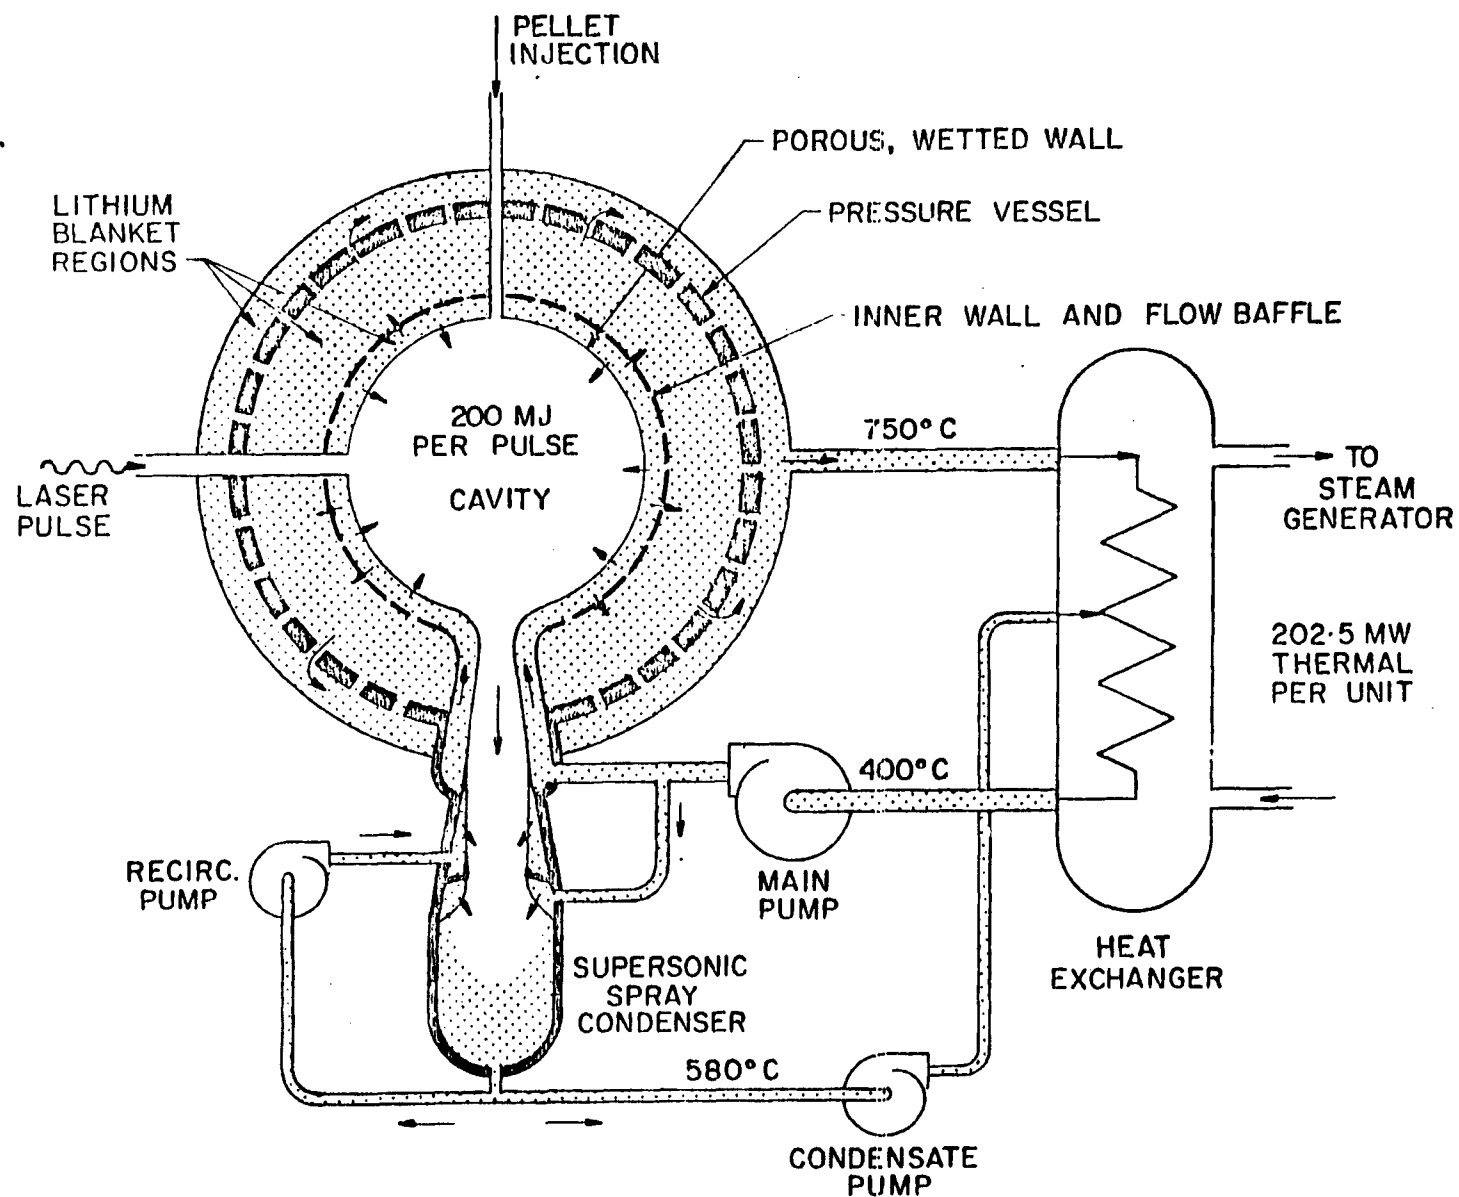 PELLET
INJECTION
POROUS, WETTED WALL
LITHIUM
BLANKET
REGIONS
PRESSURE VESSEL
INNER WALL AND FLOW BAFFLE
200 MJ
PER PULSE
CAVITY
750°C
LASER
PULSE
TO
STEAM
GENERATOR
202·5 MW
THERMAL
PER UNIT
400°C
RECIRC.
PUMP
MAIN
PUMP
HEAT
EXCHANGER
SUPERSONIC
SPRAY
CONDENSER
580°C
CONDENSATE
PUMP